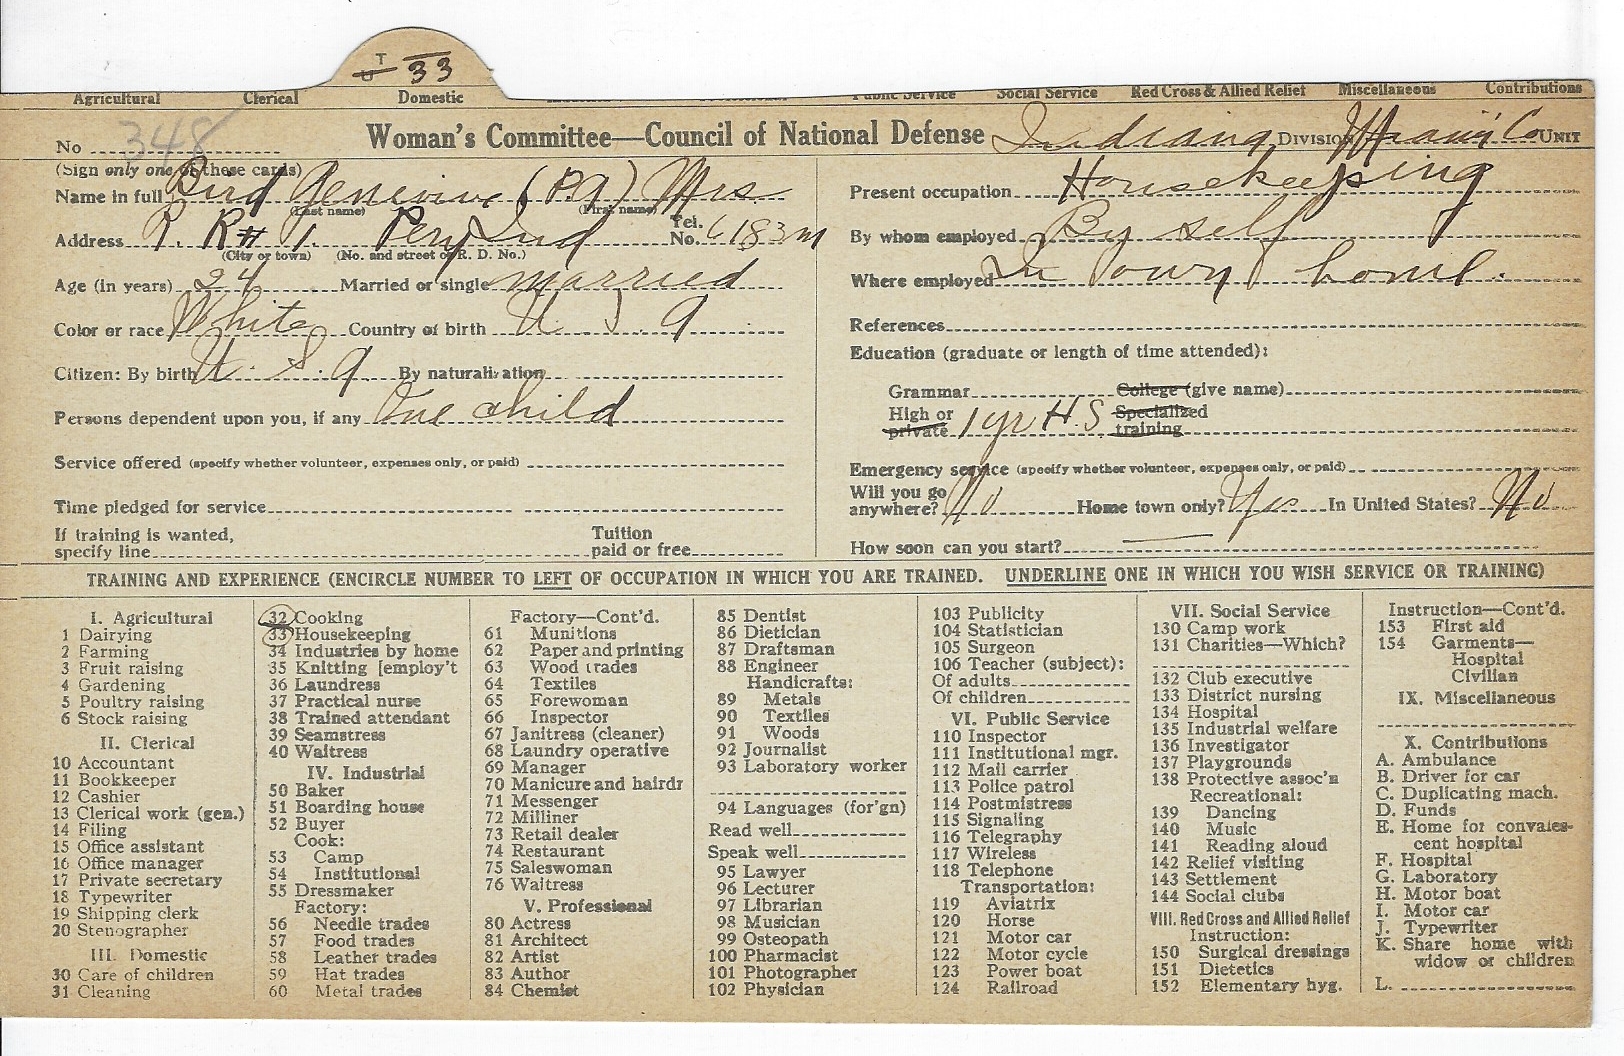 T
U 33
Agricultural Clerical Domestic Public Service Social Service Red Cross & Allied Relief Miscellaneous Contributions
No 348 Woman's Committee—Council of National Defense Indiana DIVISION Miami Co UNIT
(Sign only one of these cards)
Name in full Bird Genevive (P.A) Mrs
(Last name) (First name)
Address R. R # 1. Peru Ind Tel. No. 6183m
(City or town) (No. and street or R. D. No.)
Age (in years) 24 Married or single married
Color or race White Country of birth U S A
Citizen: By birth U. S. A By naturalization
Persons dependent upon you, if any One child
Service offered (specify whether volunteer, expenses only, or paid)
Time pledged for service
If training is wanted, specify line Tuition paid or free
Present occupation Housekeeping
By whom employed By self
Where employed In own home.
References
Education (graduate or length of time attended):
Grammar College (give name)
High or private 1 yr H.S Specialized training
Emergency service (specify whether volunteer, expenses only, or paid)
Will you go anywhere? No Home town only? Yes In United States? No
How soon can you start?
TRAINING AND EXPERIENCE (ENCIRCLE NUMBER TO LEFT OF OCCUPATION IN WHICH YOU ARE TRAINED. UNDERLINE ONE IN WHICH YOU WISH SERVICE OR TRAINING)
I. Agricultural
1 Dairying
2 Farming
3 Fruit raising
4 Gardening
5 Poultry raising
6 Stock raising
II. Clerical
10 Accountant
11 Bookkeeper
12 Cashier
13 Clerical work (gen.)
14 Filing
15 Office assistant
16 Office manager
17 Private secretary
18 Typewriter
19 Shipping clerk
20 Stenographer
III. Domestic
30 Care of children
31 Cleaning
32 Cooking
33 Housekeeping
34 Industries by home
35 Knitting [employ't
36 Laundress
37 Practical nurse
38 Trained attendant
39 Seamstress
40 Waitress
IV. Industrial
50 Baker
51 Boarding house
52 Buyer
Cook:
53 Camp
54 Institutional
55 Dressmaker
Factory:
56 Needle trades
57 Food trades
58 Leather trades
59 Hat trades
60 Metal trades
Factory—Cont'd.
61 Munitions
62 Paper and printing
63 Wood trades
64 Textiles
65 Forewoman
66 Inspector
67 Janitress (cleaner)
68 Laundry operative
69 Manager
70 Manicure and hairdr
71 Messenger
72 Milliner
73 Retail dealer
74 Restaurant
75 Saleswoman
76 Waitress
V. Professional
80 Actress
81 Architect
82 Artist
83 Author
84 Chemist
85 Dentist
86 Dietician
87 Draftsman
88 Engineer
Handicrafts:
89 Metals
90 Textiles
91 Woods
92 Journalist
93 Laboratory worker
94 Languages (for'gn)
Read well
Speak well
95 Lawyer
96 Lecturer
97 Librarian
98 Musician
99 Osteopath
100 Pharmacist
101 Photographer
102 Physician
103 Publicity
104 Statistician
105 Surgeon
106 Teacher (subject):
Of adults
Of children
VI. Public Service
110 Inspector
111 Institutional mgr.
112 Mail carrier
113 Police patrol
114 Postmistress
115 Signaling
116 Telegraphy
117 Wireless
118 Telephone
Transportation:
119 Aviatrix
120 Horse
121 Motor car
122 Motor cycle
123 Power boat
124 Railroad
VII. Social Service
130 Camp work
131 Charities—Which?
132 Club executive
133 District nursing
134 Hospital
135 Industrial welfare
136 Investigator
137 Playgrounds
138 Protective assoc'n
Recreational:
139 Dancing
140 Music
141 Reading aloud
142 Relief visiting
143 Settlement
144 Social clubs
VIII. Red Cross and Allied Relief
Instruction:
150 Surgical dressings
151 Dietetics
152 Elementary hyg.
Instruction—Cont'd.
153 First aid
154 Garments—
Hospital
Civilian
IX. Miscellaneous
X. Contributions
A. Ambulance
B. Driver for car
C. Duplicating mach.
D. Funds
E. Home for convales-
cent hospital
F. Hospital
G. Laboratory
H. Motor boat
I. Motor car
J. Typewriter
K. Share home with
widow or children
L.